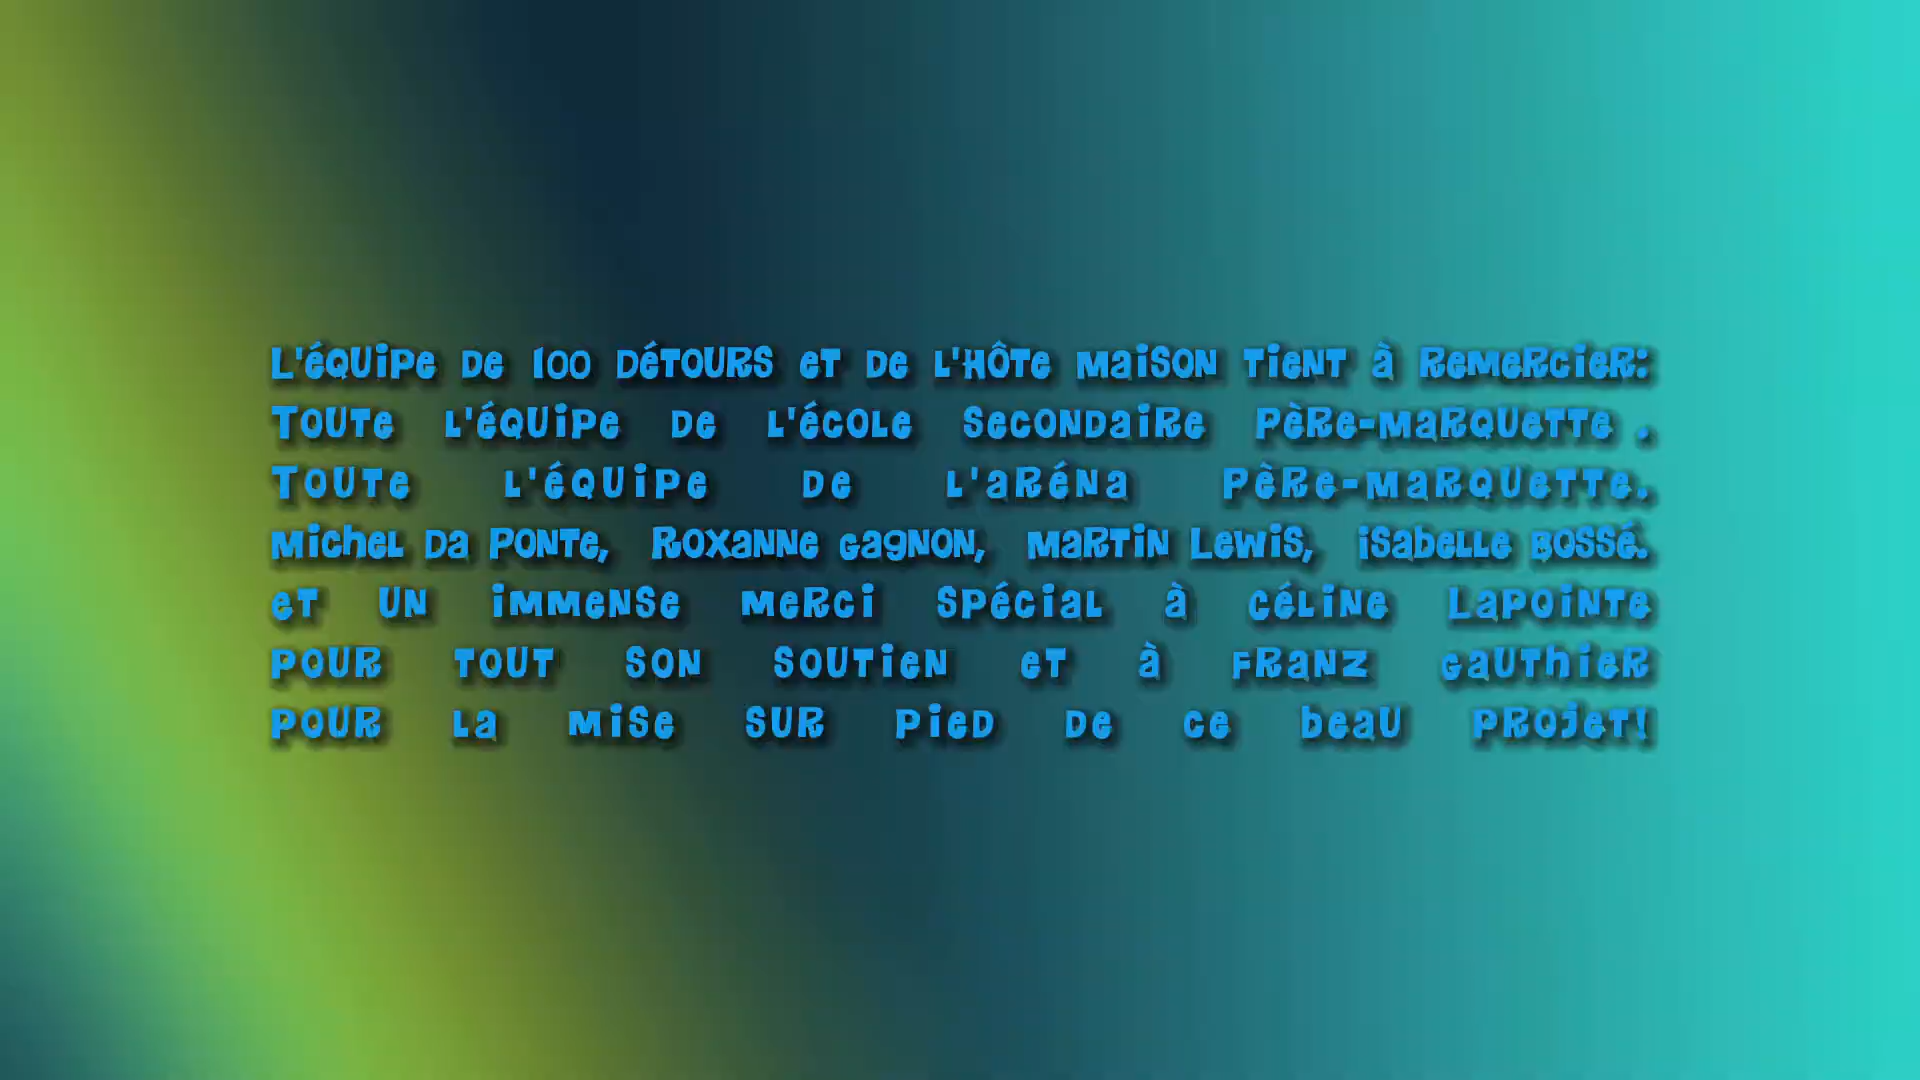 L'équipe de 100 Détours et de l'Hôte Maison tient à remercier:
Toute l'équipe de l'école Secondaire Père-Marquette .
Toute l'équipe de l'aréna Père-Marquette.
Michel Da Ponte, Roxanne Gagnon, Martin Lewis, Isabelle Bossé.
et un immense merci spécial à Céline Lapointe
pour tout son soutien et à Franz Gauthier
pour la mise sur pied de ce beau projet!